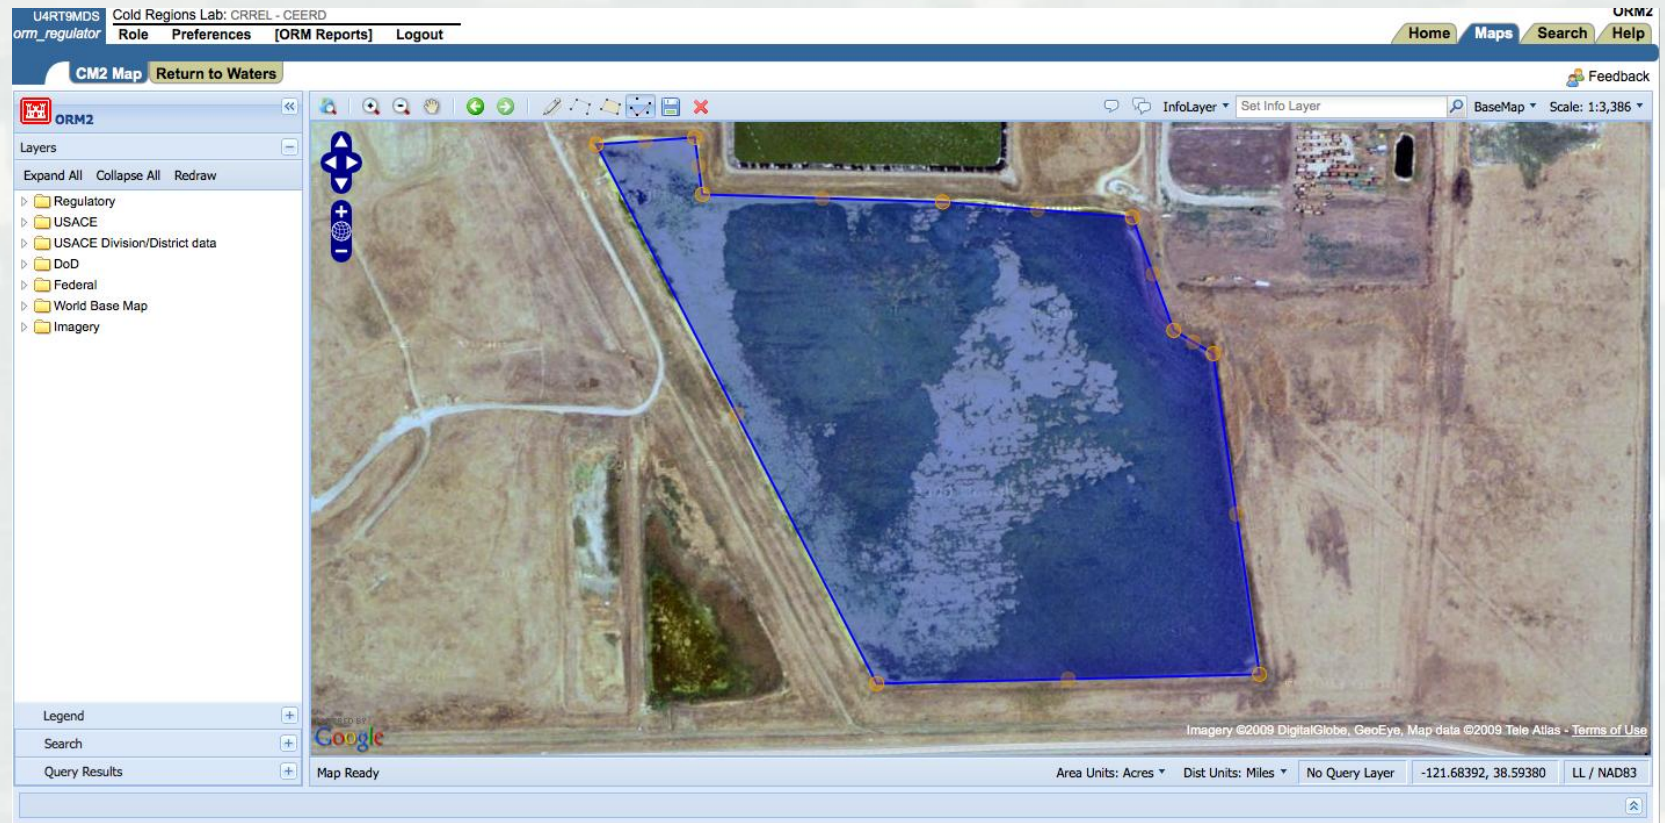 U4RT9MDS Cold Regions Lab: CRREL - CEERD ORM2
orm_regulator Role Preferences [ORM Reports] Logout Home Maps Search Help
CM2 Map Return to Waters Feedback
ORM2 InfoLayer Set Info Layer BaseMap Scale: 1:3,386
Layers
Expand All Collapse All Redraw
Regulatory
USACE
USACE Division/District data
DoD
Federal
World Base Map
Imagery
Legend
POWERED BY
Google Imagery ©2009 DigitalGlobe, GeoEye, Map data ©2009 Tele Atlas - Terms of Use
Search
Query Results Map Ready Area Units: Acres Dist Units: Miles No Query Layer -121.68392, 38.59380 LL / NAD83